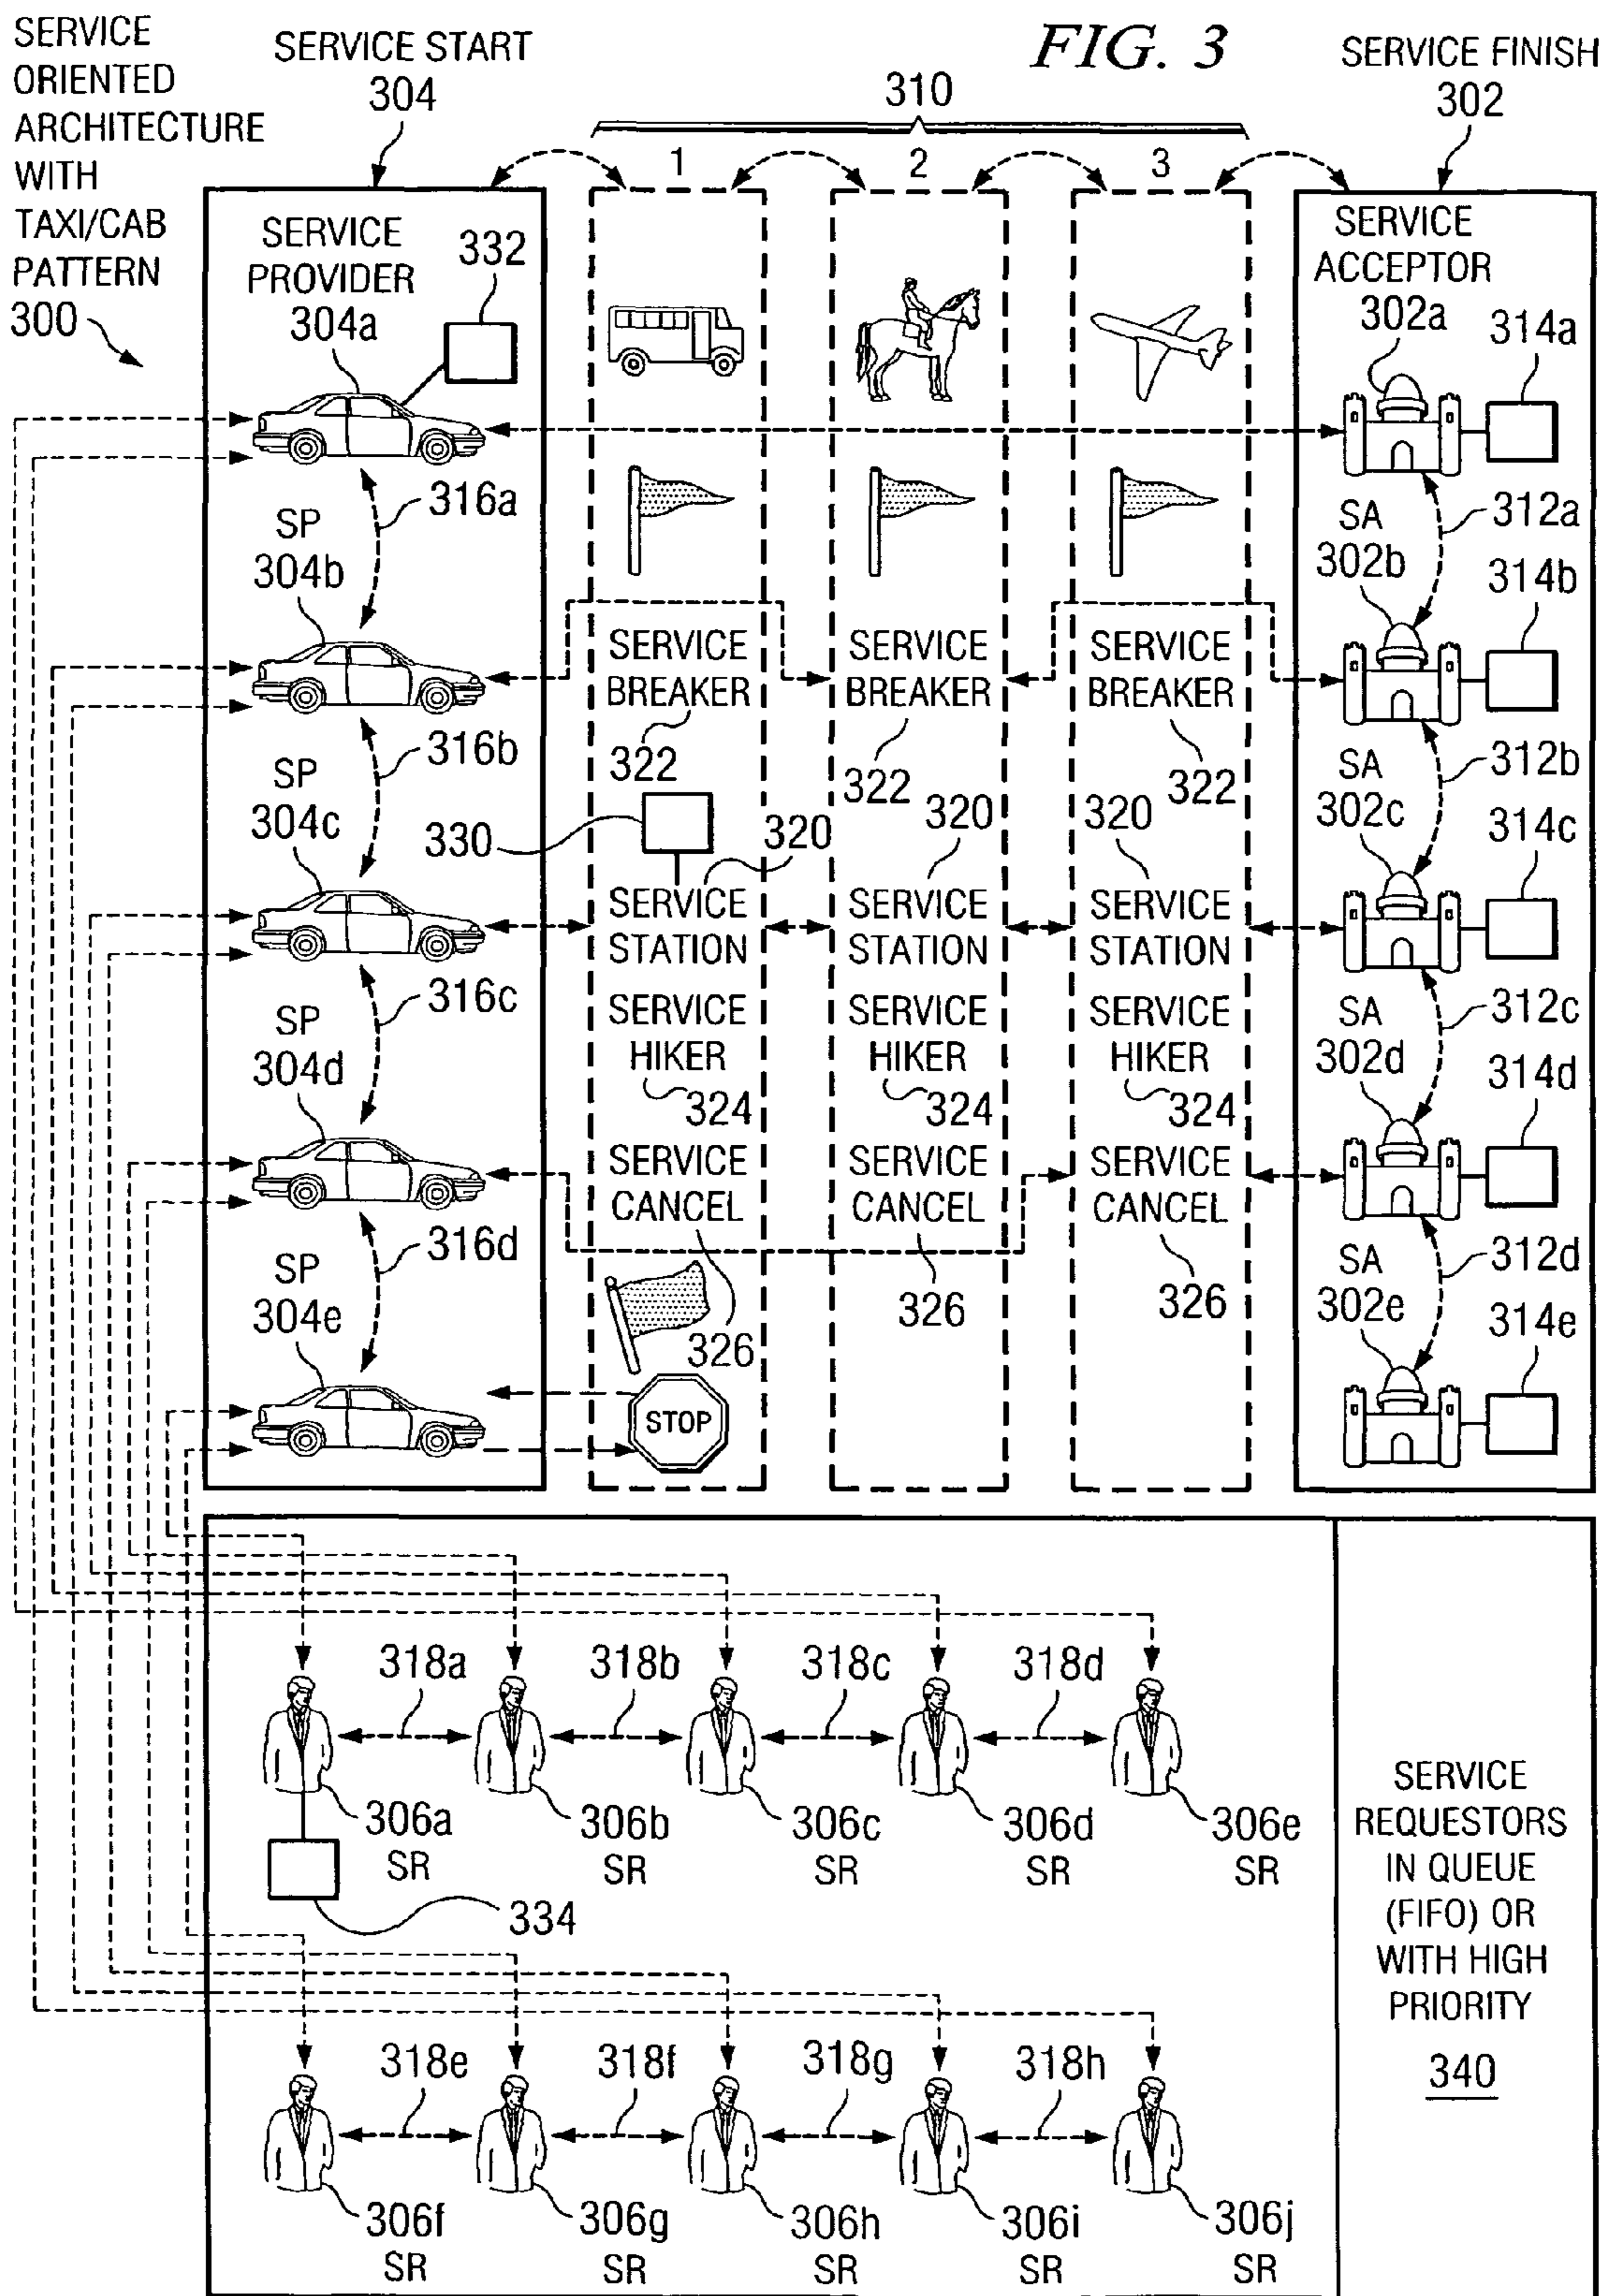 SERVICE
ORIENTED
ARCHITECTURE
WITH
TAXI/CAB
PATTERN
300
SERVICE START
304
FIG. 3
310
SERVICE FINISH
302
1
2
3
SERVICE
PROVIDER
304a
332
SERVICE
ACCEPTOR
302a
314a
316a
SP
304b
312a
SA
302b
314b
SERVICE
BREAKER
322
SERVICE
BREAKER
322
SERVICE
BREAKER
322
316b
SP
304c
330
320
320
320
312b
SA
302c
314c
SERVICE
STATION
SERVICE
STATION
SERVICE
STATION
316c
SP
304d
SERVICE
HIKER
324
SERVICE
HIKER
324
SERVICE
HIKER
324
312c
SA
302d
314d
SERVICE
CANCEL
326
SERVICE
CANCEL
326
SERVICE
CANCEL
326
316d
SP
304e
312d
SA
302e
314e
STOP
318a
318b
318c
318d
306a
SR
306b
SR
306c
SR
306d
SR
306e
SR
334
318e
318f
318g
318h
306f
SR
306g
SR
306h
SR
306i
SR
306j
SR
SERVICE
REQUESTORS
IN QUEUE
(FIFO) OR
WITH HIGH
PRIORITY
340